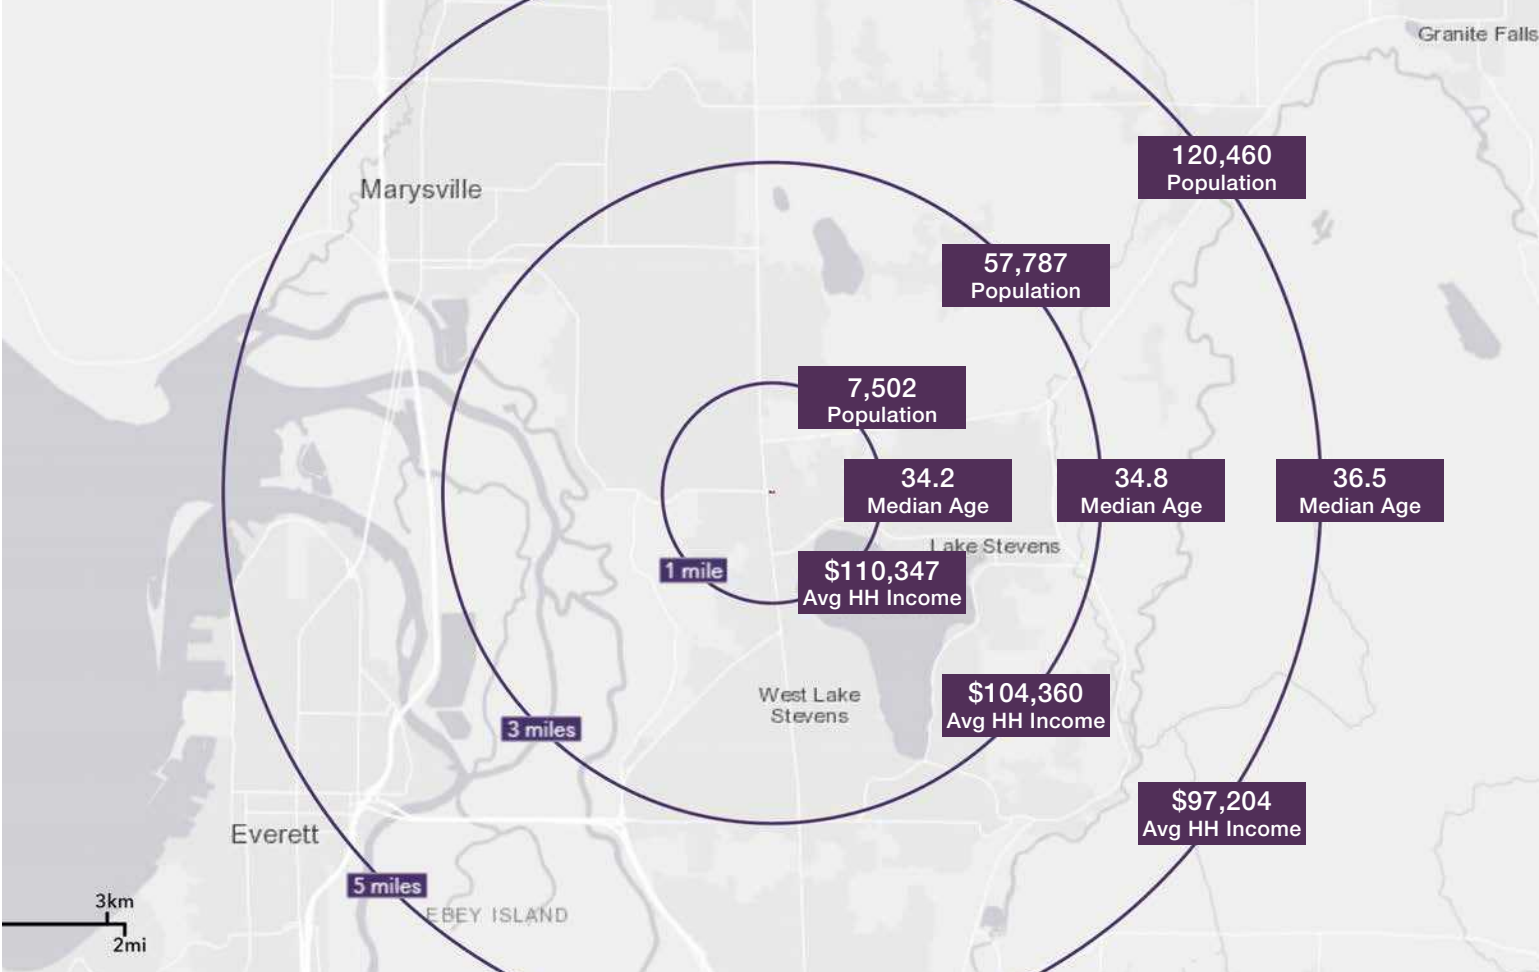 Granite Falls
120,460
Population
Marysville
57,787
Population
7,502
Population
34.2
Median Age
34.8
Median Age
36.5
Median Age
Lake Stevens
1 mile
$110,347
Avg HH Income
West Lake
Stevens
$104,360
Avg HH Income
3 miles
$97,204
Avg HH Income
Everett
5 miles
EBEY ISLAND
3km
2mi